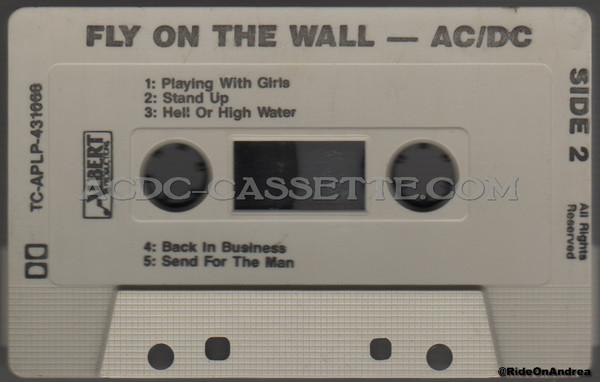 FLY ON THE WALL — AC/DC
1: Playing With Girls
2: Stand Up
3: Hell Or High Water
SIDE 2
TC-APLP-431068
ALBERT
PRODUCTIONS
ACDC-CASSETTE.COM
All Rights
Reserved
4: Back In Business
5: Send For The Man
@RideOnAndrea